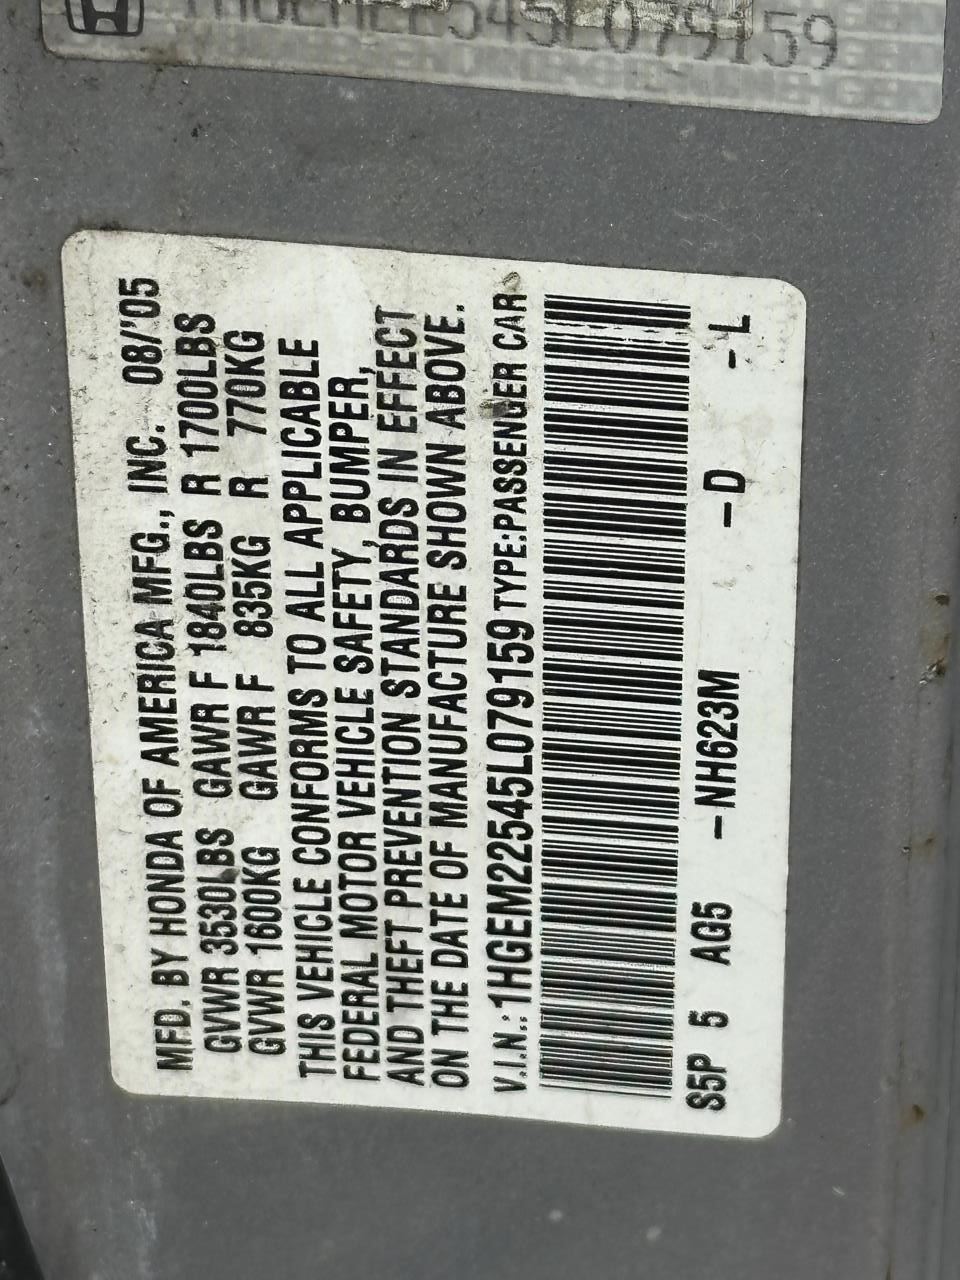 1HGEM22545L079159
MFD. BY HONDA OF AMERICA MFG., INC. 08/'05
GVWR 3530LBS GAWR F 1840LBS R 1700LBS
GVWR 1600KG GAWR F 835KG R 770KG
THIS VEHICLE CONFORMS TO ALL APPLICABLE
FEDERAL MOTOR VEHICLE SAFETY, BUMPER,
AND THEFT PREVENTION STANDARDS IN EFFECT
ON THE DATE OF MANUFACTURE SHOWN ABOVE.
V.I.N.: 1HGEM22545L079159 TYPE:PASSENGER CAR
S5P 5 AG5 -NH623M -D -L